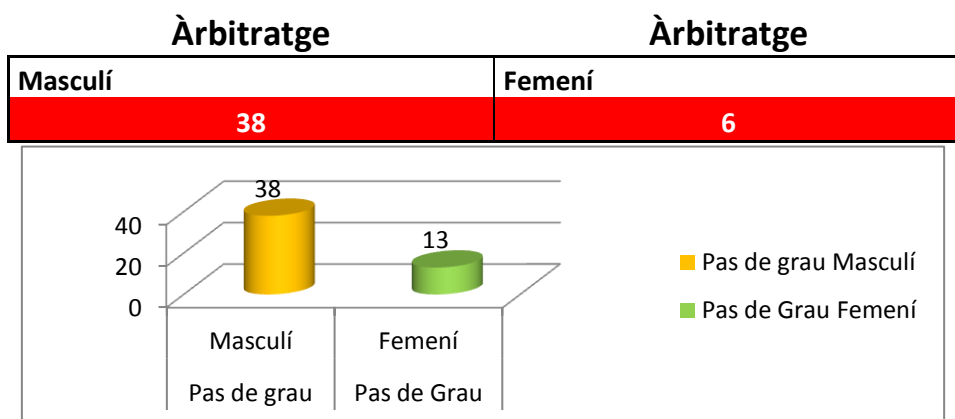 Àrbitratge Àrbitratge
Masculí Femení
38 6
38
13
40
20
0
Masculí Femení
Pas de grau Pas de Grau
Pas de grau Masculí
Pas de Grau Femení